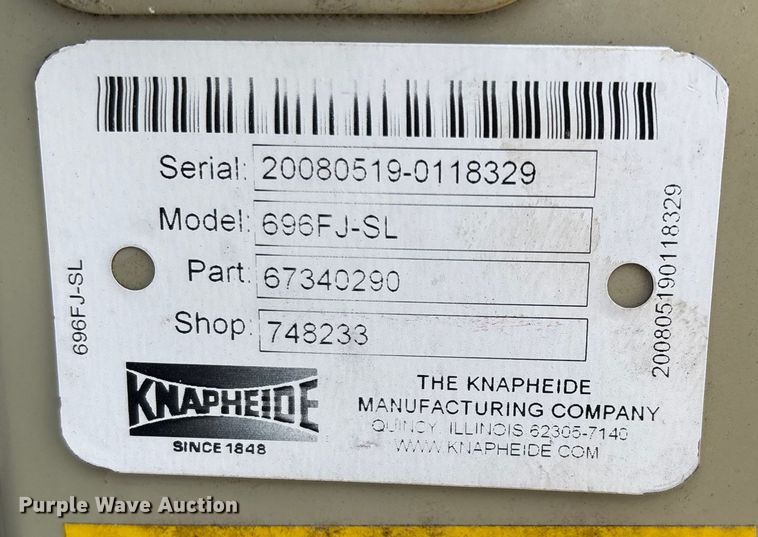 Serial: 20080519-0118329
Model: 696FJ-SL
Part: 67340290
Shop: 748233
696FJ-SL
200805190118329
KNAPHEIDE
SINCE 1848
THE KNAPHEIDE
MANUFACTURING COMPANY
QUINCY, ILLINOIS 62305-7140
WWW.KNAPHEIDE.COM
Purple Wave Auction